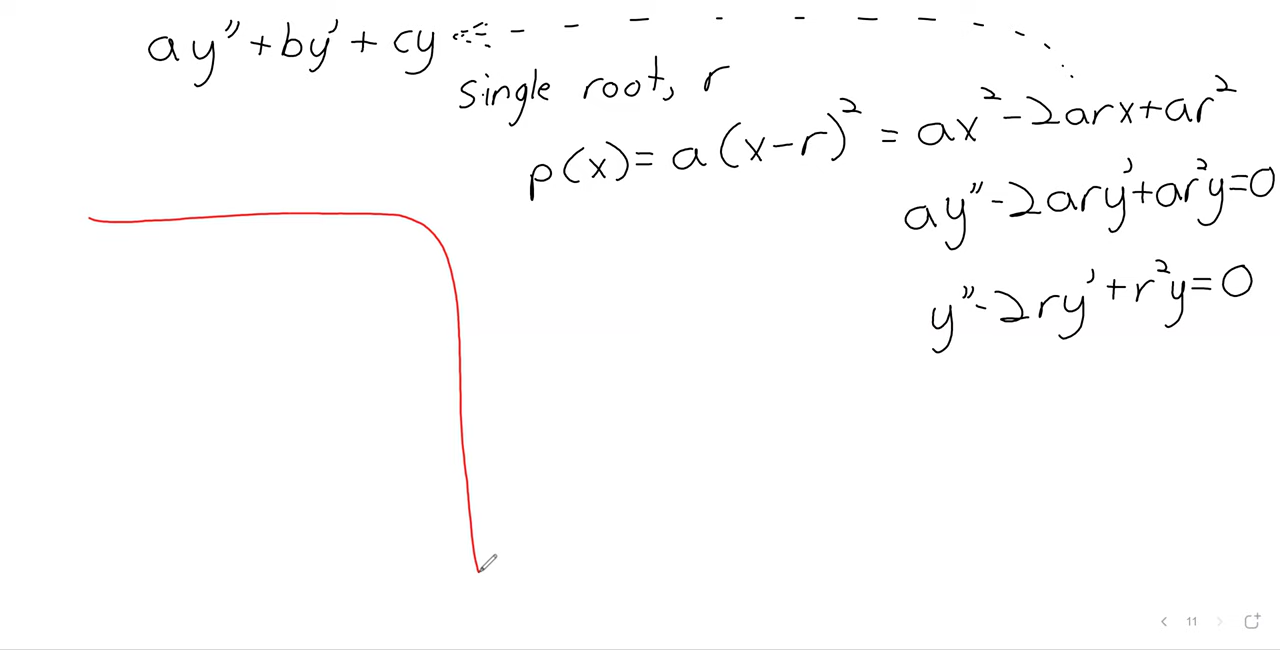 ay'' + by' + cy
single root, r
p(x) = a(x-r)² = ax² - 2arx + ar²
ay'' - 2ary' + ar²y = 0
y'' - 2ry' + r²y = 0
11